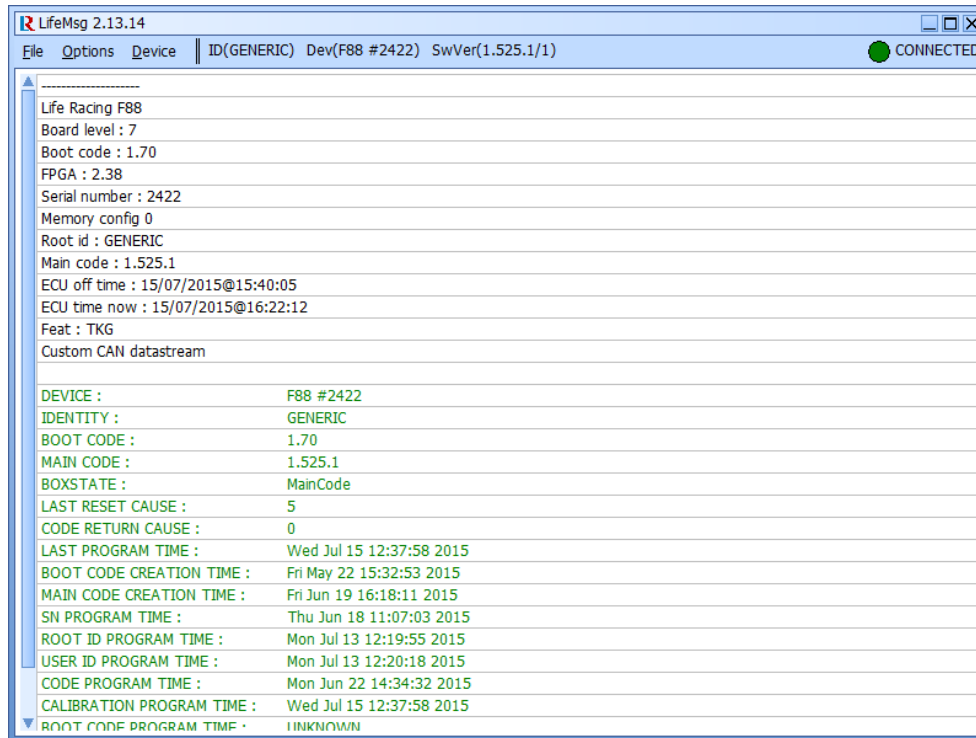 LifeMsg 2.13.14
File Options Device ID(GENERIC) Dev(F88 #2422) SwVer(1.525.1/1) CONNECTED
--------------------
Life Racing F88
Board level : 7
Boot code : 1.70
FPGA : 2.38
Serial number : 2422
Memory config 0
Root id : GENERIC
Main code : 1.525.1
ECU off time : 15/07/2015@15:40:05
ECU time now : 15/07/2015@16:22:12
Feat : TKG
Custom CAN datastream
DEVICE : F88 #2422
IDENTITY : GENERIC
BOOT CODE : 1.70
MAIN CODE : 1.525.1
BOXSTATE : MainCode
LAST RESET CAUSE : 5
CODE RETURN CAUSE : 0
LAST PROGRAM TIME : Wed Jul 15 12:37:58 2015
BOOT CODE CREATION TIME : Fri May 22 15:32:53 2015
MAIN CODE CREATION TIME : Fri Jun 19 16:18:11 2015
SN PROGRAM TIME : Thu Jun 18 11:07:03 2015
ROOT ID PROGRAM TIME : Mon Jul 13 12:19:55 2015
USER ID PROGRAM TIME : Mon Jul 13 12:20:18 2015
CODE PROGRAM TIME : Mon Jun 22 14:34:32 2015
CALIBRATION PROGRAM TIME : Wed Jul 15 12:37:58 2015
BOOT CODE PROGRAM TIME : UNKNOWN